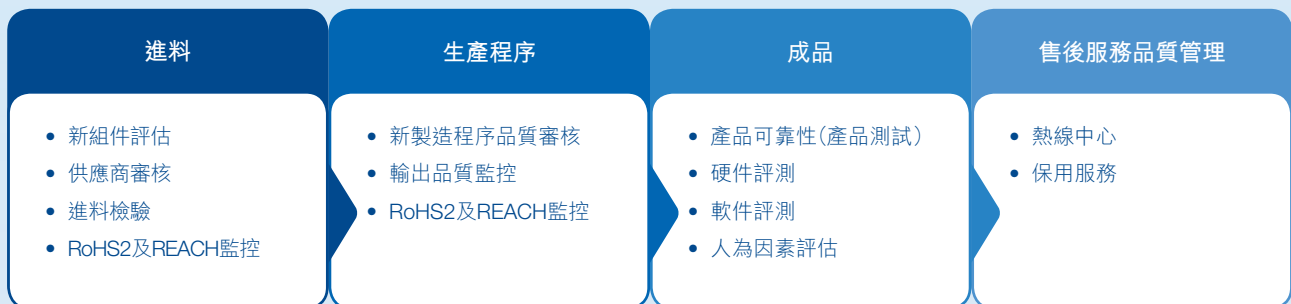 進料
• 新組件評估
• 供應商審核
• 進料檢驗
• RoHS2及REACH監控
生產程序
• 新製造程序品質審核
• 輸出品質監控
• RoHS2及REACH監控
成品
• 產品可靠性(產品測試)
• 硬件評測
• 軟件評測
• 人為因素評估
售後服務品質管理
• 熱線中心
• 保用服務